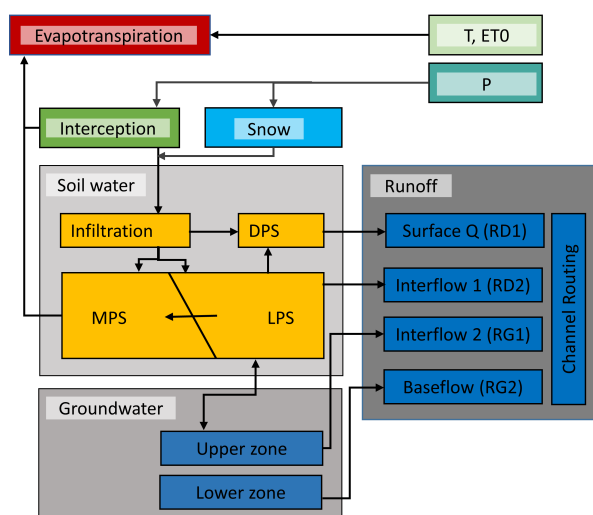 Evapotranspiration
T, ET0
P
Interception
Snow
Soil water
Runoff
Infiltration
DPS
Surface Q (RD1)
Interflow 1 (RD2)
MPS
LPS
Interflow 2 (RG1)
Channel Routing
Baseflow (RG2)
Groundwater
Upper zone
Lower zone